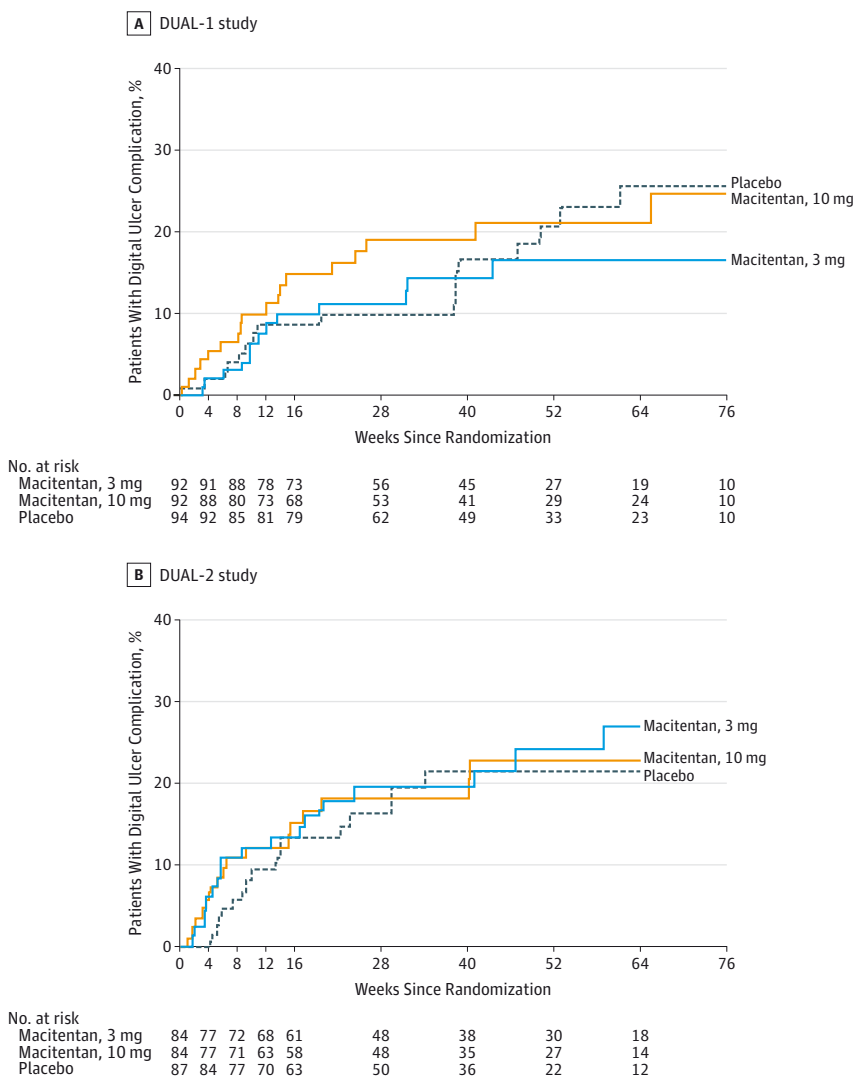 A DUAL-1 study
40
30
20
10
0
Patients With Digital Ulcer Complication, %
Placebo
Macitentan, 10 mg
Macitentan, 3 mg
0 4 8 12 16 28 40 52 64 76
Weeks Since Randomization
No. at risk
Macitentan, 3 mg 92 91 88 78 73 56 45 27 19 10
Macitentan, 10 mg 92 88 80 73 68 53 41 29 24 10
Placebo 94 92 85 81 79 62 49 33 23 10
B DUAL-2 study
40
30
20
10
0
Patients With Digital Ulcer Complication, %
Macitentan, 3 mg
Macitentan, 10 mg
Placebo
0 4 8 12 16 28 40 52 64 76
Weeks Since Randomization
No. at risk
Macitentan, 3 mg 84 77 72 68 61 48 38 30 18
Macitentan, 10 mg 84 77 71 63 58 48 35 27 14
Placebo 87 84 77 70 63 50 36 22 12